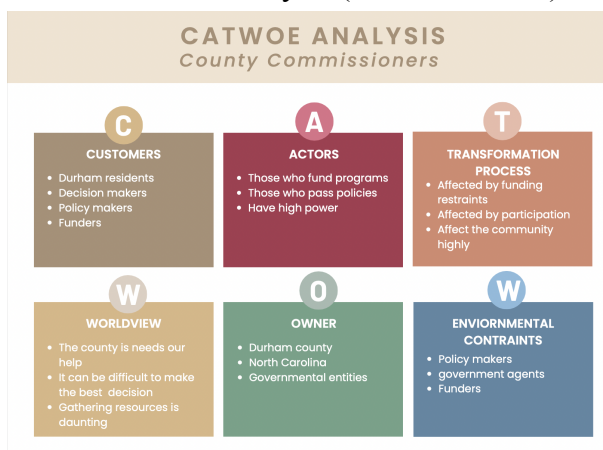 CATWOE ANALYSIS
County Commissioners
C
CUSTOMERS
• Durham residents
• Decision makers
• Policy makers
• Funders
A
ACTORS
• Those who fund programs
• Those who pass policies
• Have high power
T
TRANSFORMATION
PROCESS
• Affected by funding
restraints
• Affected by participation
• Affect the community
highly
W
WORLDVIEW
• The county is needs our
help
• It can be difficult to make
the best decision
• Gathering resources is
daunting
O
OWNER
• Durham county
• North Carolina
• Governmental entities
W
ENVIORNMENTAL
CONTRAINTS
• Policy makers
• government agents
• Funders